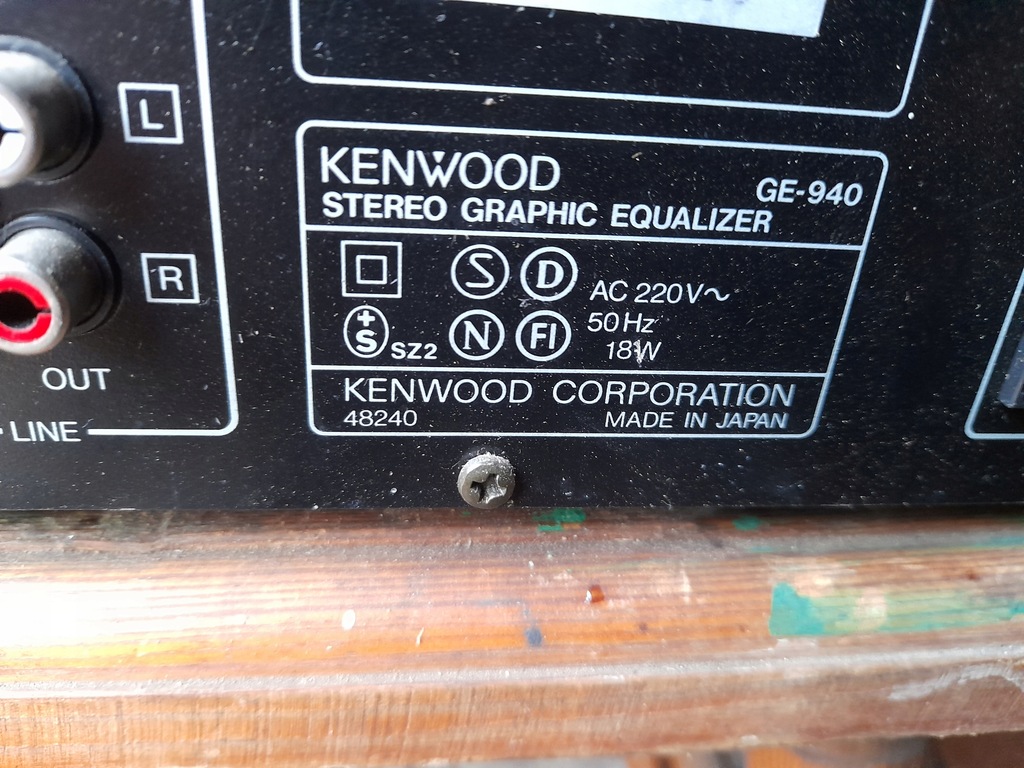 L
R
OUT
LINE
KENWOOD
GE-940
STEREO GRAPHIC EQUALIZER
S D
AC 220V~
N FI
50Hz
+S SZ2
18W
KENWOOD CORPORATION
48240
MADE IN JAPAN